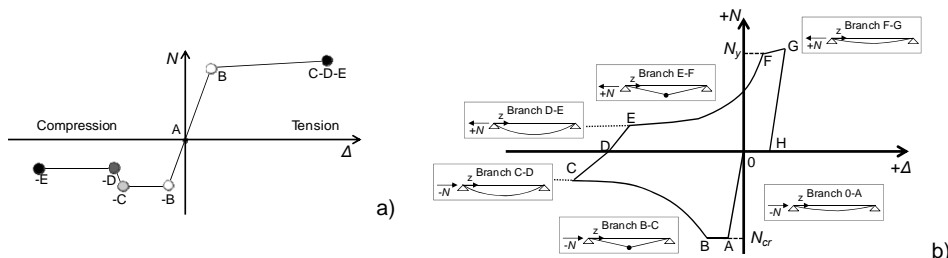 N
B
C-D-E
A
Compression
Tension
Δ
-E
-D
-C
-B
a)
+N
Branch F-G
z
+N
N_y
G
F
Branch E-F
z
+N
Branch D-E
z
+N
E
D
H
0
+Δ
C
Branch C-D
z
-N
Branch 0-A
z
-N
Branch B-C
z
-N
B
A
N_cr
b)